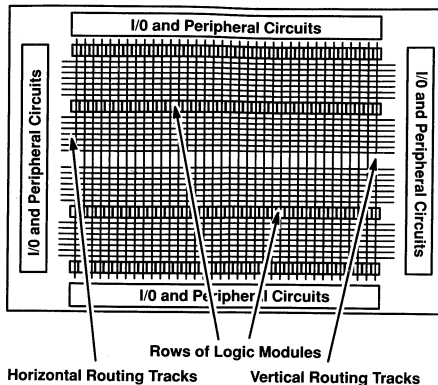 I/0 and Peripheral Circuits
I/0 and Peripheral Circuits
I/0 and Peripheral Circuits
I/0 and Peripheral Circuits
Rows of Logic Modules
Horizontal Routing Tracks
Vertical Routing Tracks